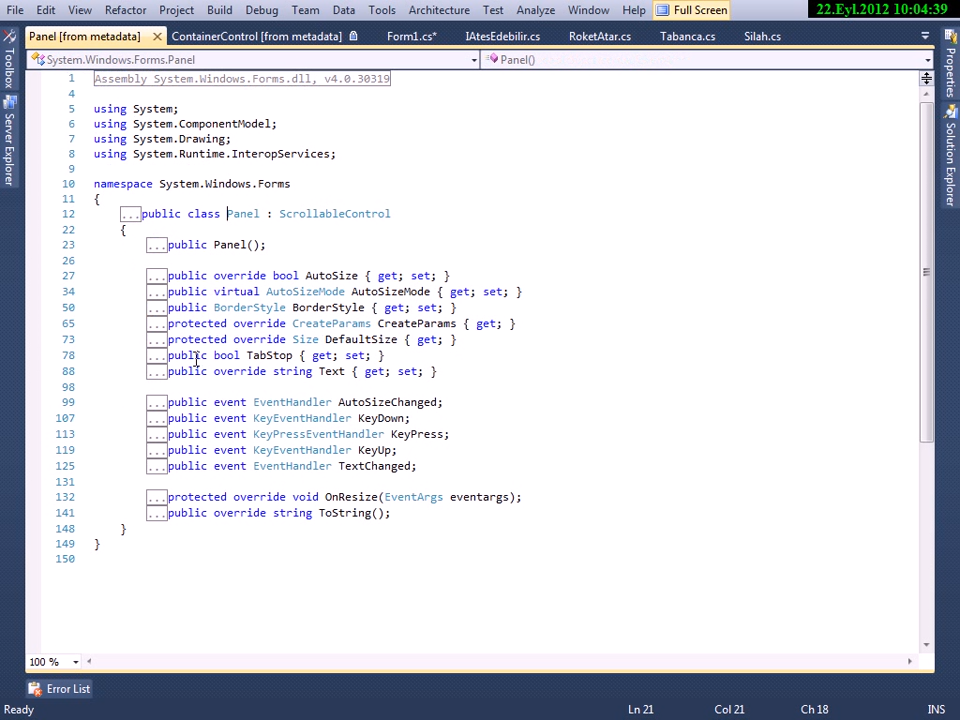 File Edit View Refactor Project Build Debug Team Data Tools Architecture Test Analyze Window Help Full Screen 22.Eyl.2012 10:04:39
Panel [from metadata] ContainerControl [from metadata] Form1.cs* IAtesEdebilir.cs RoketAtar.cs Tabanca.cs Silah.cs
System.Windows.Forms.Panel Panel()
Toolbox
Server Explorer
Properties
Solution Explorer
1 Assembly System.Windows.Forms.dll, v4.0.30319
4
5 using System;
6 using System.ComponentModel;
7 using System.Drawing;
8 using System.Runtime.InteropServices;
9
10 namespace System.Windows.Forms
11 {
12 ...public class Panel : ScrollableControl
22 {
23 ...public Panel();
26
27 ...public override bool AutoSize { get; set; }
34 ...public virtual AutoSizeMode AutoSizeMode { get; set; }
50 ...public BorderStyle BorderStyle { get; set; }
65 ...protected override CreateParams CreateParams { get; }
73 ...protected override Size DefaultSize { get; }
78 ...public bool TabStop { get; set; }
88 ...public override string Text { get; set; }
98
99 ...public event EventHandler AutoSizeChanged;
107 ...public event KeyEventHandler KeyDown;
113 ...public event KeyPressEventHandler KeyPress;
119 ...public event KeyEventHandler KeyUp;
125 ...public event EventHandler TextChanged;
131
132 ...protected override void OnResize(EventArgs eventargs);
141 ...public override string ToString();
148 }
149 }
150
100 %
Error List
Ready Ln 21 Col 21 Ch 18 INS